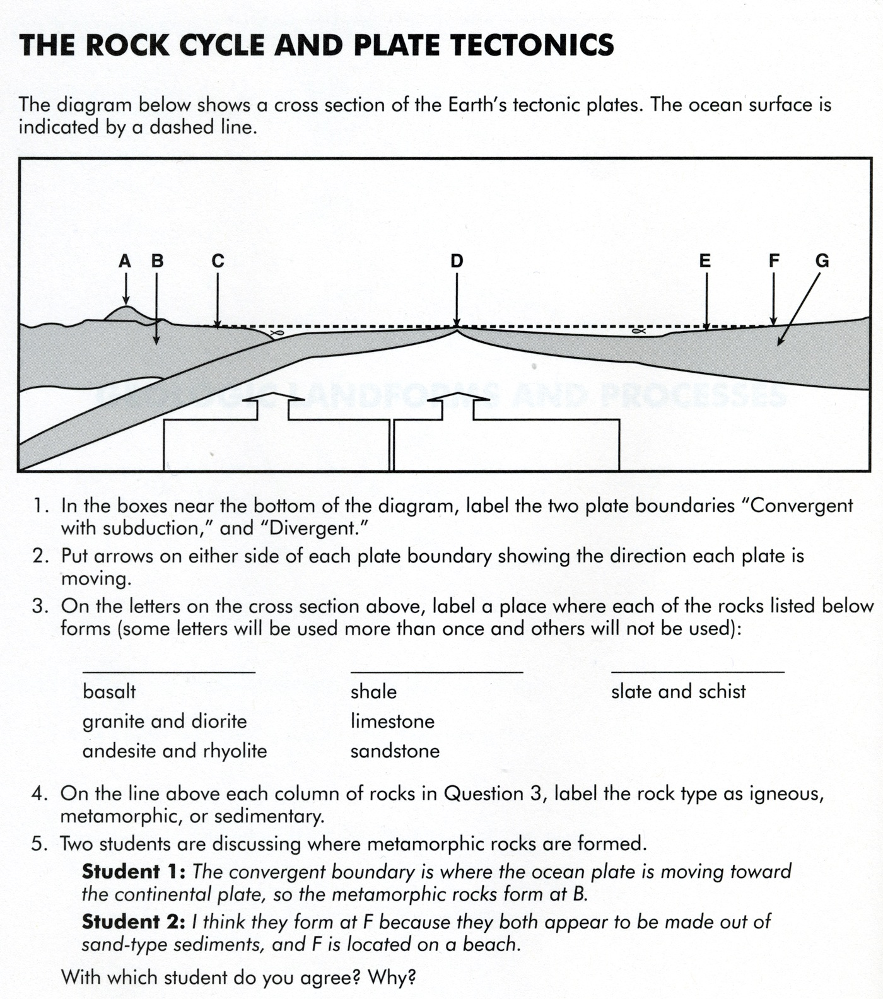 THE ROCK CYCLE AND PLATE TECTONICS
The diagram below shows a cross section of the Earth's tectonic plates. The ocean surface is
indicated by a dashed line.
A B C D E F G
GEOLOGIC LANDFORMS AND PROCESSES
1. In the boxes near the bottom of the diagram, label the two plate boundaries "Convergent
with subduction," and "Divergent."
2. Put arrows on either side of each plate boundary showing the direction each plate is
moving.
3. On the letters on the cross section above, label a place where each of the rocks listed below
forms (some letters will be used more than once and others will not be used):
basalt shale slate and schist
granite and diorite limestone
andesite and rhyolite sandstone
4. On the line above each column of rocks in Question 3, label the rock type as igneous,
metamorphic, or sedimentary.
5. Two students are discussing where metamorphic rocks are formed.
Student 1: The convergent boundary is where the ocean plate is moving toward
the continental plate, so the metamorphic rocks form at B.
Student 2: I think they form at F because they both appear to be made out of
sand-type sediments, and F is located on a beach.
With which student do you agree? Why?